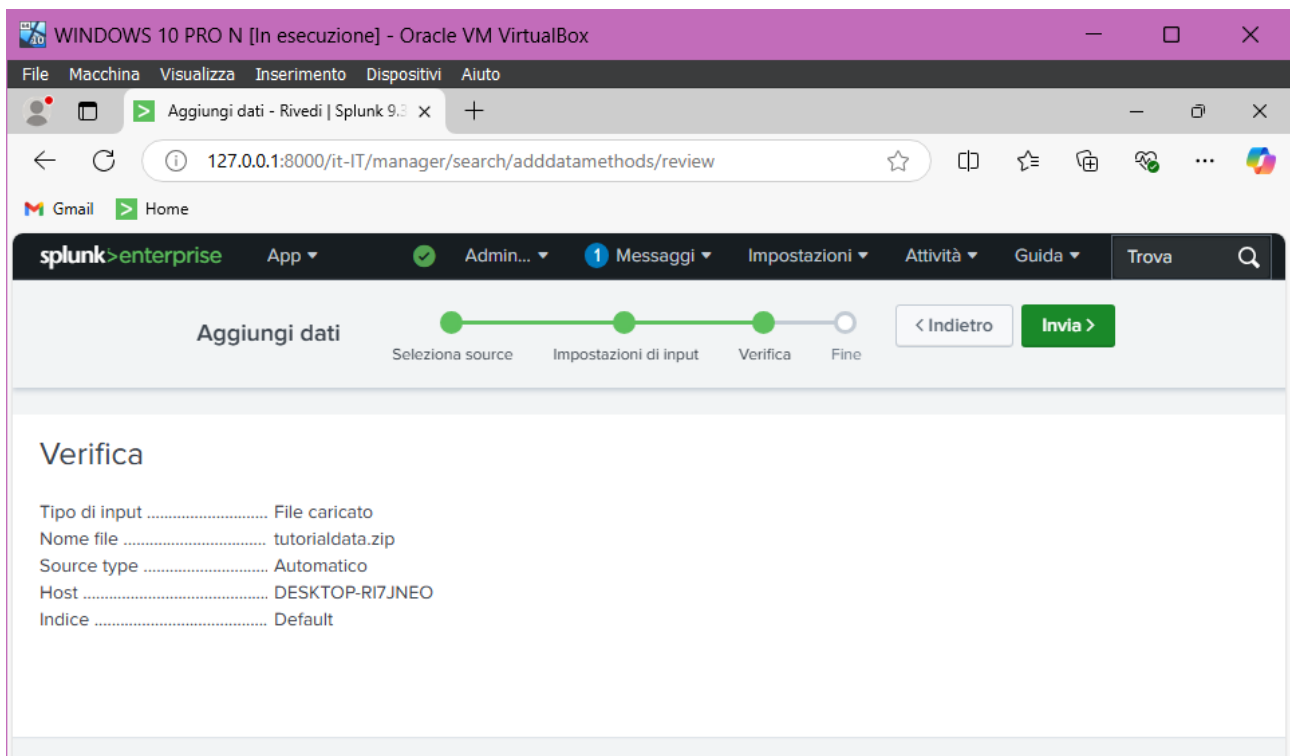 WINDOWS 10 PRO N [In esecuzione] - Oracle VM VirtualBox
File Macchina Visualizza Inserimento Dispositivi Aiuto
Aggiungi dati - Rivedi | Splunk 9.3
127.0.0.1:8000/it-IT/manager/search/adddatamethods/review
Gmail Home
splunk>enterprise App Admin... 1 Messaggi Impostazioni Attività Guida Trova
Aggiungi dati
Seleziona source Impostazioni di input Verifica Fine
< Indietro Invia >
Verifica
Tipo di input ............................ File caricato
Nome file ................................. tutorialdata.zip
Source type ............................. Automatico
Host ........................................... DESKTOP-RI7JNEO
Indice ........................................ Default